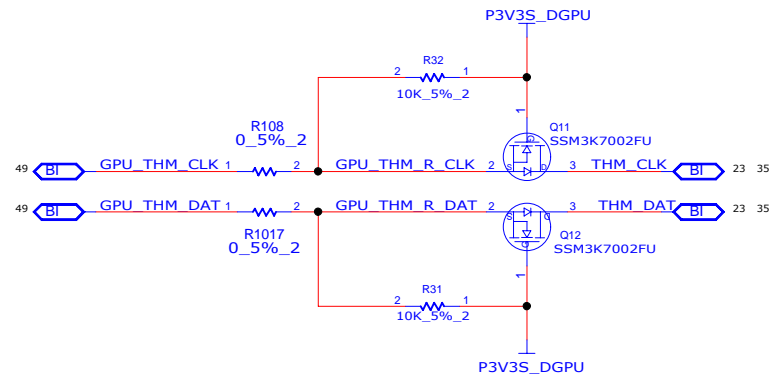 P3V3S_DGPU
R32
2 1
10K_5%_2
1
Q11
SSM3K7002FU
G
S D
R108
0_5%_2
49 BI GPU_THM_CLK 1 2 GPU_THM_R_CLK 2 3 THM_CLK BI 23 35
49 BI GPU_THM_DAT 1 2 GPU_THM_R_DAT 2 3 THM_DAT BI 23 35
R1017
0_5%_2
S D
G
Q12
SSM3K7002FU
1
R31
2 1
10K_5%_2
P3V3S_DGPU